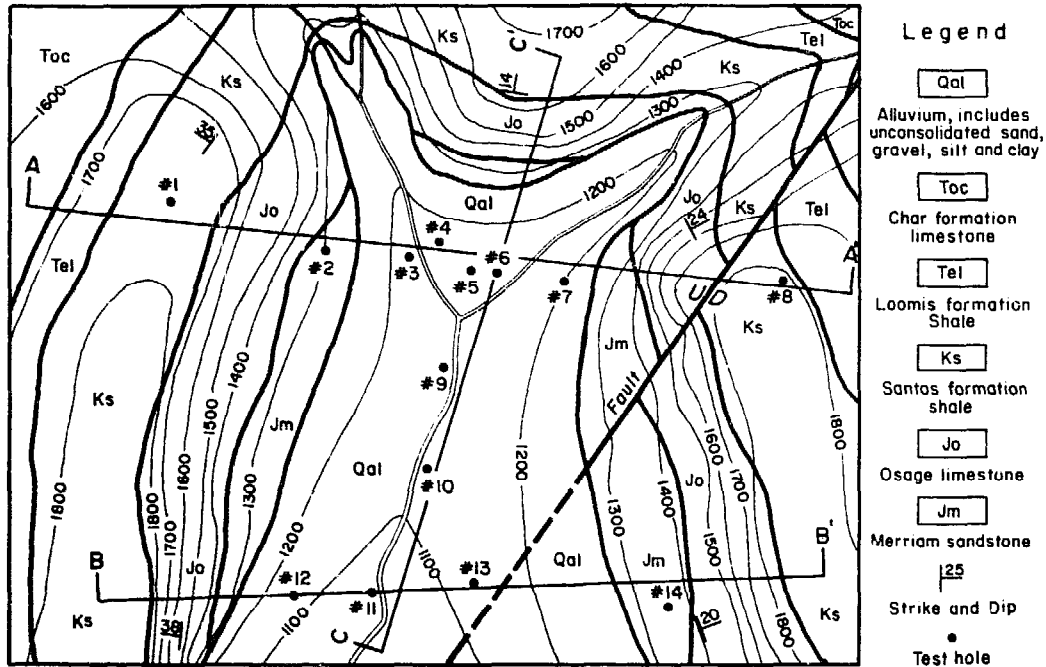 Toc
Ks
Ks
C'
1700
1600
1400
Tel
Toc
Ks
1600
14
1300
Jo
1500
1700
35
A
#1
Jo
Qal
1200
#4
Jo
24
Ks
Tel
A'
Tel
#2
#3
#5
#6
#7
U
D
#8
Ks
Jm
1400
1500
1600
Ks
#9
Fault
1600
1700
1800
Jm
Qal
1200
#10
1800
1800
1700
1300
1200
1300
1400
Jo
1500
B
Jo
#12
#11
1100
#13
Qal
Jm
B'
#14
Ks
38
1100
C
20
1800
Ks
Legend
Qal
Alluvium, includes
unconsolidated sand,
gravel, silt and clay
Toc
Char formation
limestone
Tel
Loomis formation
Shale
Ks
Santos formation
shale
Jo
Osage limestone
Jm
Merriam sandstone
25
Strike and Dip
Test hole